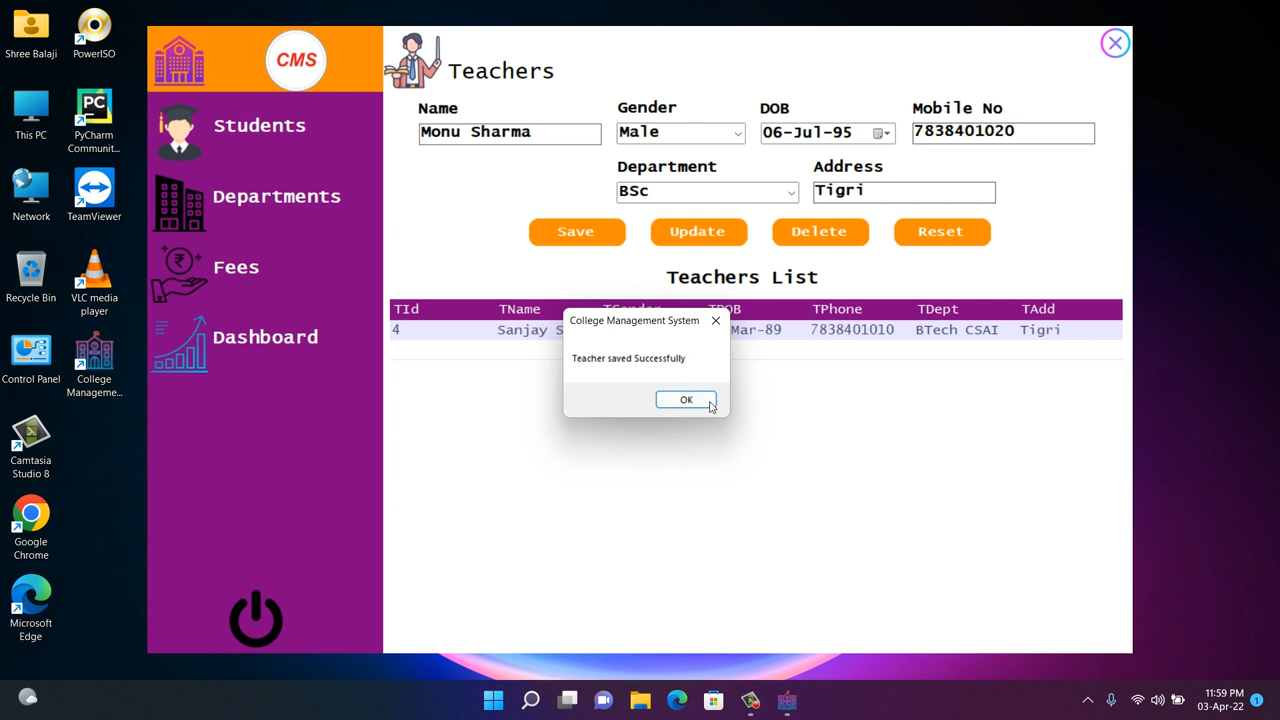 Shree Balaji
PowerISO
This PC
PyCharm
Communit...
Network
TeamViewer
Recycle Bin
VLC media
player
Control Panel
College
Manageme...
Camtasia
Studio 8
Google
Chrome
Microsoft
Edge
CMS
Students
Departments
Fees
Dashboard
Teachers
Name
Gender
DOB
Mobile No
Monu Sharma
Male
06-Jul-95
7838401020
Department
Address
BSc
Tigri
Save
Update
Delete
Reset
Teachers List
TId TName TPhone TDept TAdd
4 Sanjay S Mar-89 7838401010 BTech CSAI Tigri
College Management System
Teacher saved Successfully
OK
11:59 PM
03-Apr-22
1